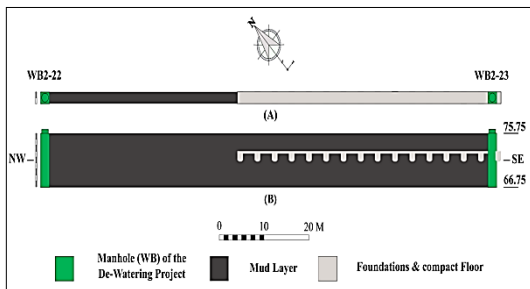 N
WB2-22
WB2-23
(A)
75.75
NW
SE
66.75
(B)
0 10 20 M
Manhole (WB) of the
De-Watering Project
Mud Layer
Foundations & compact Floor